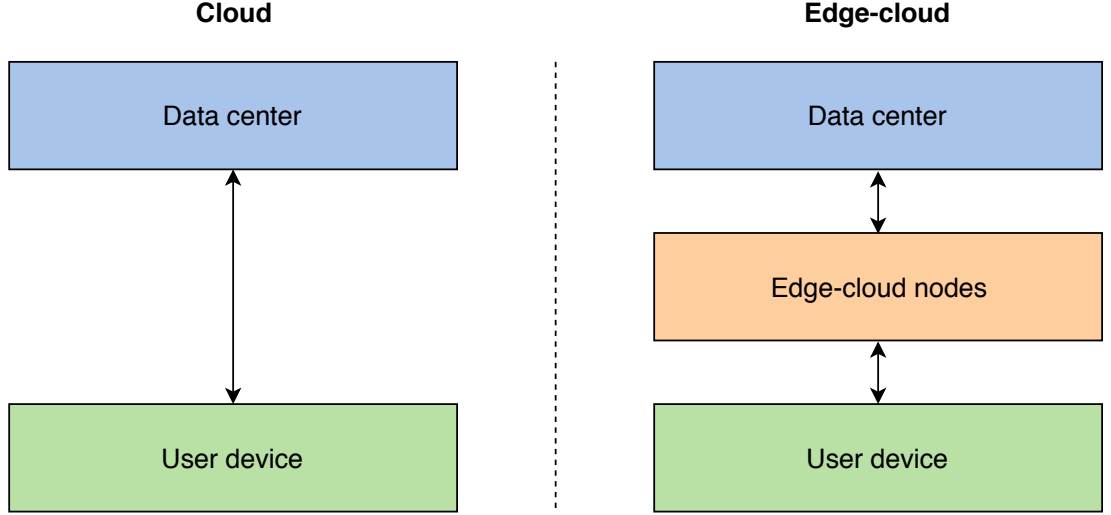 Cloud
Data center
User device
Edge-cloud
Data center
Edge-cloud nodes
User device